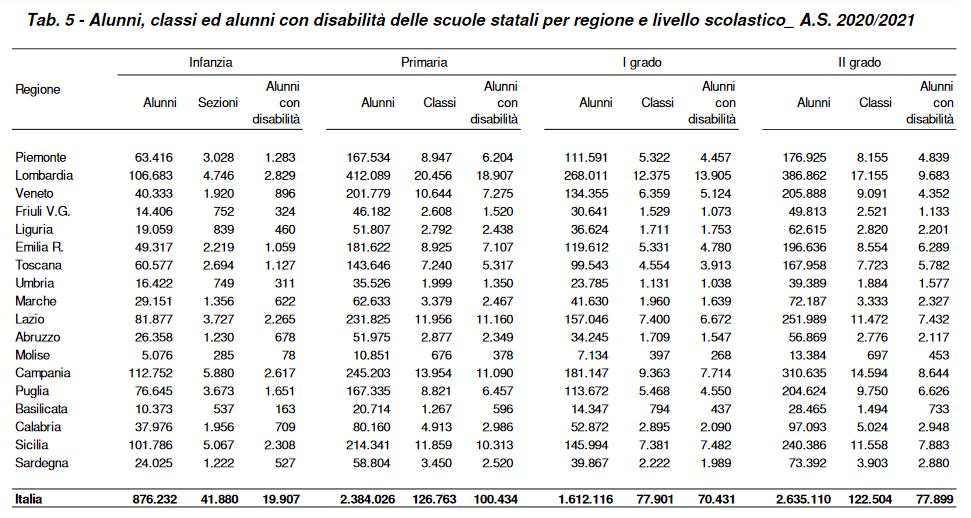 Tab. 5 - Alunni, classi ed alunni con disabilità delle scuole statali per regione e livello scolastico_ A.S. 2020/2021
Regione Infanzia Primaria I grado II grado
Alunni Sezioni Alunni con disabilità Alunni Classi Alunni con disabilità Alunni Classi Alunni con disabilità Alunni Classi Alunni con disabilità
Piemonte 63.416 3.028 1.283 167.534 8.947 6.204 111.591 5.322 4.457 176.925 8.155 4.839
Lombardia 106.683 4.746 2.829 412.089 20.456 18.907 268.011 12.375 13.905 386.862 17.155 9.683
Veneto 40.333 1.920 896 201.779 10.644 7.275 134.355 6.359 5.124 205.888 9.091 4.352
Friuli V.G. 14.406 752 324 46.182 2.608 1.520 30.641 1.529 1.073 49.813 2.521 1.133
Liguria 19.059 839 460 51.807 2.792 2.438 36.624 1.711 1.753 62.615 2.820 2.201
Emilia R. 49.317 2.219 1.059 181.622 8.925 7.107 119.612 5.331 4.780 196.636 8.554 6.289
Toscana 60.577 2.694 1.127 143.646 7.240 5.317 99.543 4.554 3.913 167.958 7.723 5.782
Umbria 16.422 749 311 35.526 1.999 1.350 23.785 1.131 1.038 39.389 1.884 1.577
Marche 29.151 1.356 622 62.633 3.379 2.467 41.630 1.960 1.639 72.187 3.333 2.327
Lazio 81.877 3.727 2.265 231.825 11.956 11.160 157.046 7.400 6.672 251.989 11.472 7.432
Abruzzo 26.358 1.230 678 51.975 2.877 2.349 34.245 1.709 1.547 56.869 2.776 2.117
Molise 5.076 285 78 10.851 676 378 7.134 397 268 13.384 697 453
Campania 112.752 5.880 2.617 245.203 13.954 11.090 181.147 9.363 7.714 310.635 14.594 8.644
Puglia 76.645 3.673 1.651 167.335 8.821 6.457 113.672 5.468 4.550 204.624 9.750 6.626
Basilicata 10.373 537 163 20.714 1.267 596 14.347 794 437 28.465 1.494 733
Calabria 37.976 1.956 709 80.160 4.913 2.986 52.872 2.895 2.090 97.093 5.024 2.948
Sicilia 101.786 5.067 2.308 214.341 11.859 10.313 145.994 7.381 7.482 240.386 11.558 7.883
Sardegna 24.025 1.222 527 58.804 3.450 2.520 39.867 2.222 1.989 73.392 3.903 2.880
Italia 876.232 41.880 19.907 2.384.026 126.763 100.434 1.612.116 77.901 70.431 2.635.110 122.504 77.899